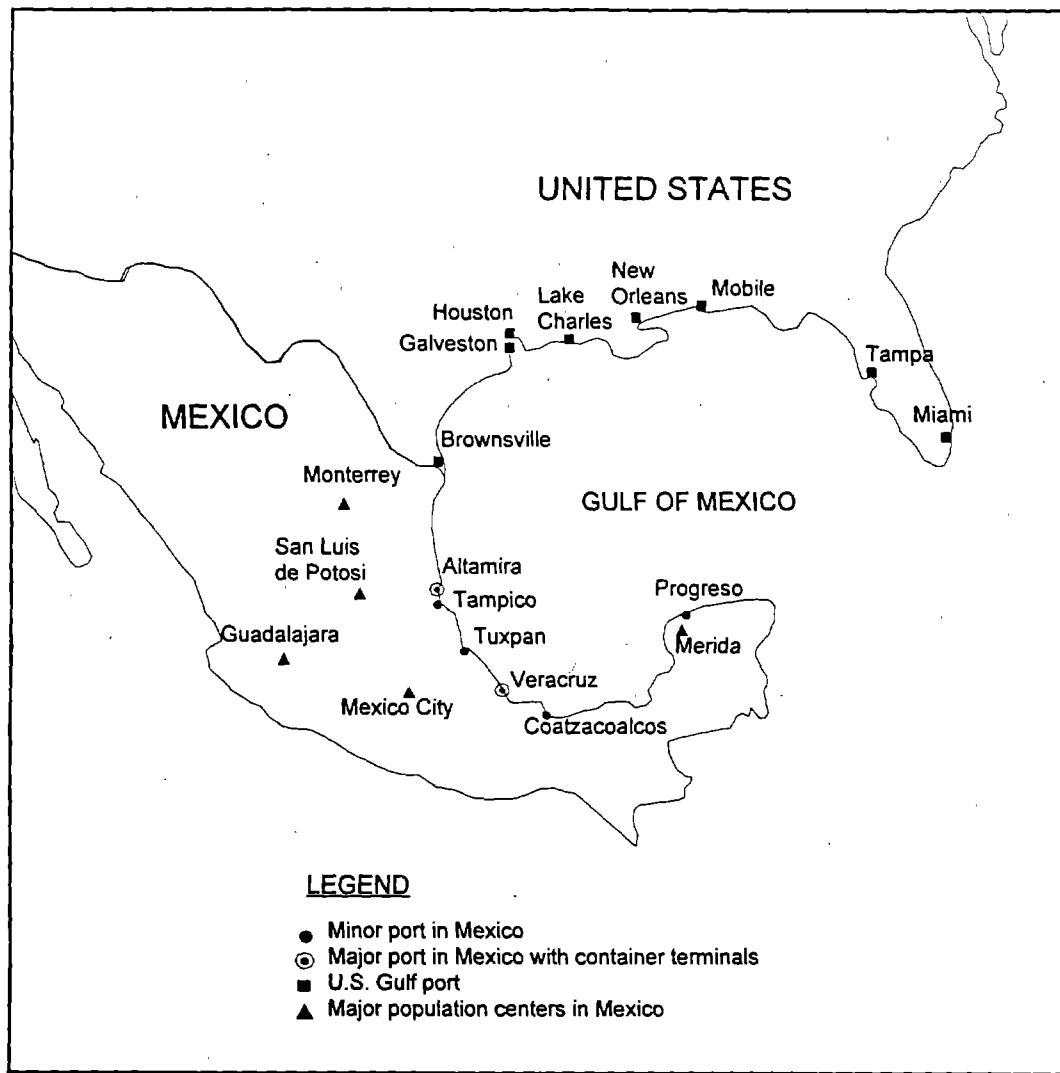 UNITED STATES
New
Orleans
Mobile
Lake
Charles
Houston
Galveston
Tampa
Miami
MEXICO
Brownsville
Monterrey
GULF OF MEXICO
San Luis
de Potosi
Altamira
Tampico
Progreso
Merida
Guadalajara
Tuxpan
Veracruz
Mexico City
Coatzacoalcos
LEGEND
Minor port in Mexico
Major port in Mexico with container terminals
U.S. Gulf port
Major population centers in Mexico